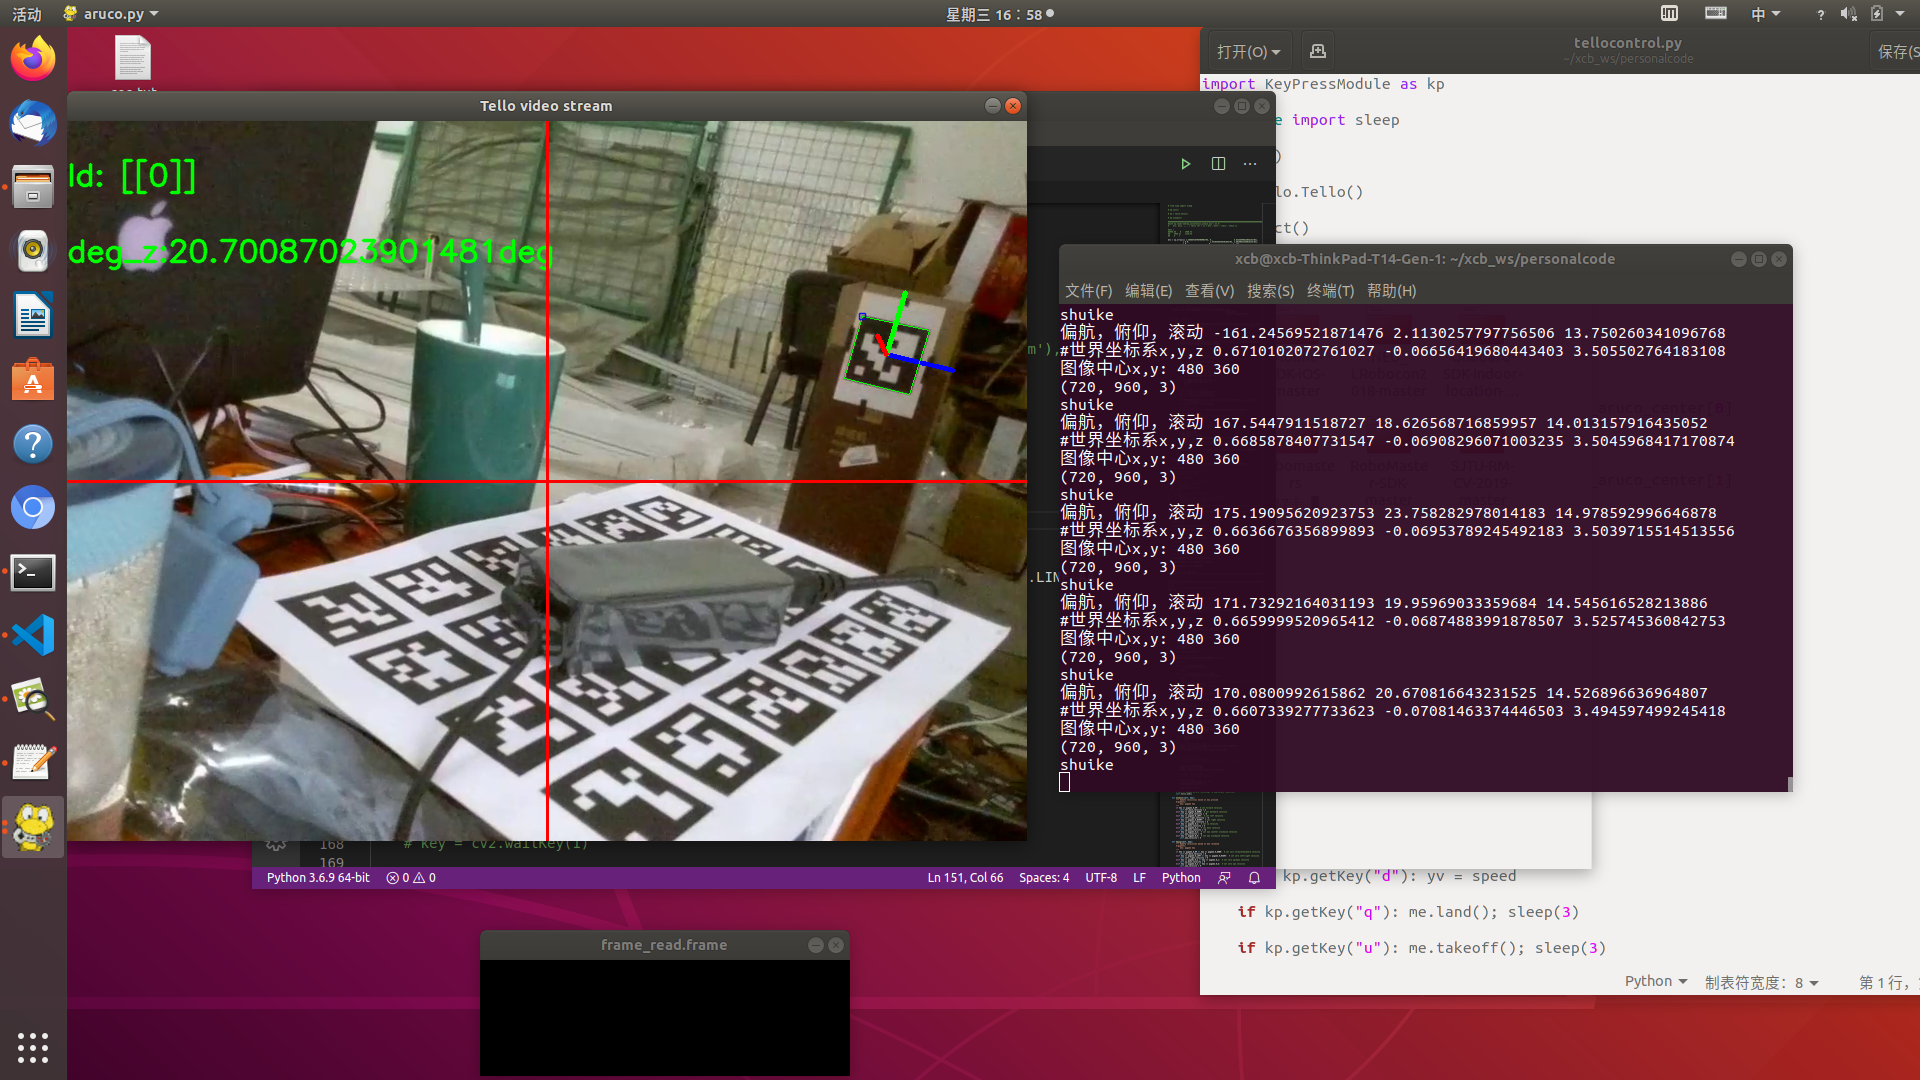 活动
aruco.py
星期三 16：58
中
打开(O)
tellocontrol.py
~/xcb_ws/personalcode
import KeyPressModule as kp
import sleep
lo.Tello()
ct()
Tello video stream
Id: [[0]]
deg_z:20.70087023901481deg
xcb@xcb-ThinkPad-T14-Gen-1: ~/xcb_ws/personalcode
文件(F) 编辑(E) 查看(V) 搜索(S) 终端(T) 帮助(H)
shuike
偏航，俯仰，滚动 -161.24569521871476 2.1130257797756506 13.750260341096768
#世界坐标系x,y,z 0.6710102072761027 -0.06656419680443403 3.505502764183108
图像中心x,y: 480 360
(720, 960, 3)
shuike
偏航，俯仰，滚动 167.5447911518727 18.626568716859957 14.013157916435052
#世界坐标系x,y,z 0.6685878407731547 -0.06908296071003235 3.5045968417170874
图像中心x,y: 480 360
(720, 960, 3)
shuike
偏航，俯仰，滚动 175.19095620923753 23.758282978014183 14.978592996646878
#世界坐标系x,y,z 0.6636676356899893 -0.06953789245492183 3.5039715514513556
图像中心x,y: 480 360
(720, 960, 3)
shuike
偏航，俯仰，滚动 171.73292164031193 19.95969033359684 14.545616528213886
#世界坐标系x,y,z 0.6659999520965412 -0.06874883991878507 3.525745360842753
图像中心x,y: 480 360
(720, 960, 3)
shuike
偏航，俯仰，滚动 170.0800992615862 20.670816643231525 14.526896636964807
#世界坐标系x,y,z 0.6607339277733623 -0.07081463374446503 3.494597499245418
图像中心x,y: 480 360
(720, 960, 3)
shuike
168 # key = cv2.waitKey(1)
169
Python 3.6.9 64-bit 0 0 Ln 151, Col 66 Spaces: 4 UTF-8 LF Python
kp.getKey("d"): yv = speed
if kp.getKey("q"): me.land(); sleep(3)
if kp.getKey("u"): me.takeoff(); sleep(3)
frame_read.frame
Python 制表符宽度：8 第 1 行，